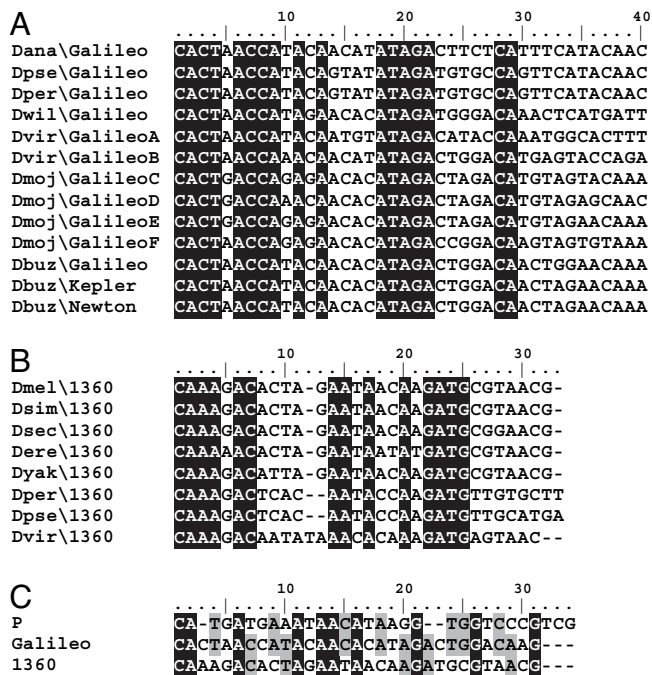 A
10 20 30 40
Dana\Galileo CACTAACCATACAACATATAGACTTCTCATTTCATACAAC
Dpse\Galileo CACTAACCATACAGTATATAGATGTGCCAGTTCATACAAC
Dper\Galileo CACTAACCATACAGTATATAGATGTGCCAGTTCATACAAC
Dwil\Galileo CACTAACCATAGAACACATAGATGGGACAAACTCATGATT
Dvir\GalileoA CACTAACCATACAATGTATAGACATACCAAATGGCACTTT
Dvir\GalileoB CACTAACCAAACAACATATAGACTGGACATGAGTACCAGA
Dmoj\GalileoC CACTGACCAGAGAACACATAGACTAGACATGTAGTACAAA
Dmoj\GalileoD CACTGACCAAACAACACATAGACTAGACATGTAGAGCAAC
Dmoj\GalileoE CACTGACCAGAGAACACATAGACTAGACATGTAGAACAAA
Dmoj\GalileoF CACTAACCAGAGAACACATAGACCGGACAAGTAGTGTAAA
Dbuz\Galileo CACTAACCATACAACACATAGACTGGACAACTGGAACAAA
Dbuz\Kepler CACTAACCATACAACACATAGACTGGACAACTAGAACAAA
Dbuz\Newton CACTAACCATACAACACATAGACTGGACAACTAGAACAAA
B
10 20 30
Dmel\1360 CAAAGACACTA-GAATAACAAGATGCGTAACG-
Dsim\1360 CAAAGACACTA-GAATAACAAGATGCGTAACG-
Dsec\1360 CAAAGACACTA-GAATAACAAGATGCGGAACG-
Dere\1360 CAAAAACACTA-GAATAATATGATGCGTAACG-
Dyak\1360 CAAAGACATTA-GAATAACAAGATGCGTAACG-
Dper\1360 CAAAGACTCAC--AATACCAAGATGTTGTGCTT
Dpse\1360 CAAAGACTCAC--AATACCAAGATGTTGCATGA
Dvir\1360 CAAAGACAATATAAACACAAGATGAGTAAC--
C
10 20 30
P CA-TGATGAAATAACATAAGG--TGGTCCCGTCG
Galileo CACTAACCATACAACACATAGACTGGACAAG---
1360 CAAAGACACTAGAATAACAAGATGCGTAACG---